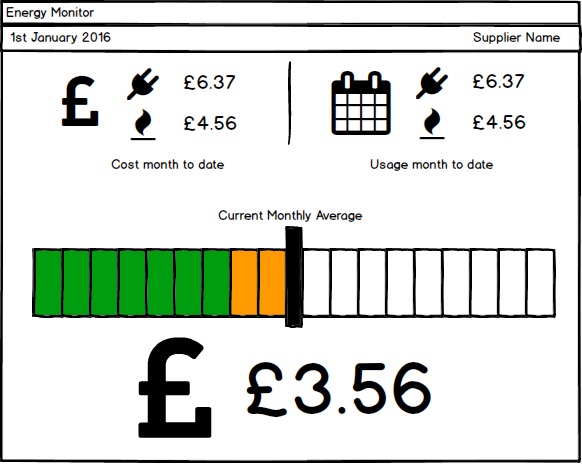 Energy Monitor
1st January 2016 Supplier Name
£ £6.37
£4.56
Cost month to date
£6.37
£4.56
Usage month to date
Current Monthly Average
£ £3.56